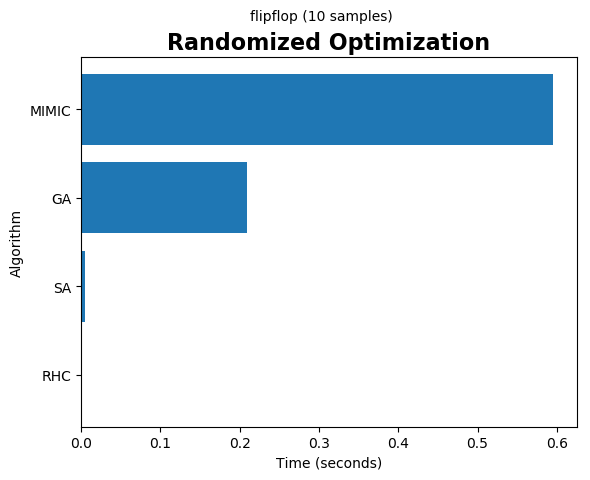 flipflop (10 samples)
Randomized Optimization
MIMIC
GA
SA
RHC
Algorithm
0.0 0.1 0.2 0.3 0.4 0.5 0.6
Time (seconds)